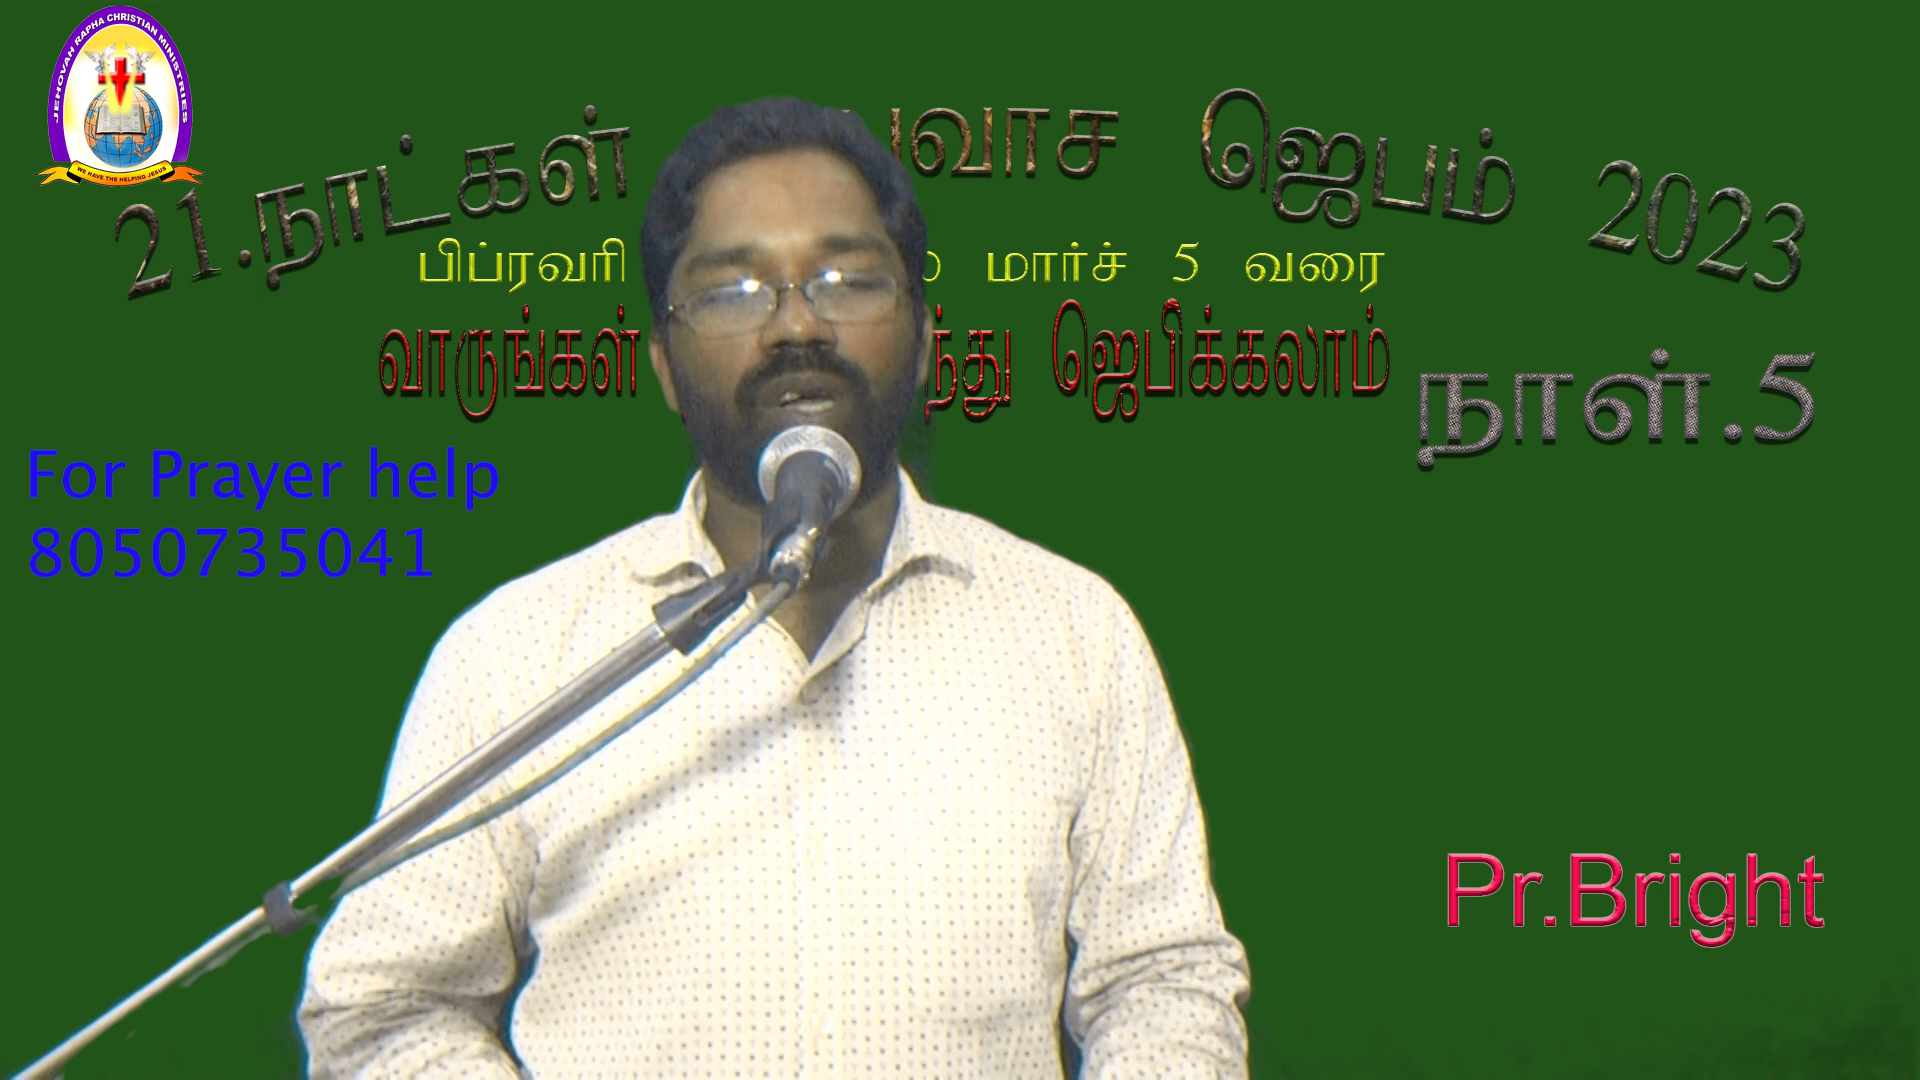 JEHOVAH RAPHA CHRISTIAN MINISTRIES
WE HAVE THE HELPING JESUS
21.நாட்கள் வாச ஜெபம் 2023
பிப்ரவரி மார்ச் 5 வரை
வாருங்கள் ந்து ஜெபிக்கலாம்
நாள்.5
For Prayer help
8050735041
Pr.Bright